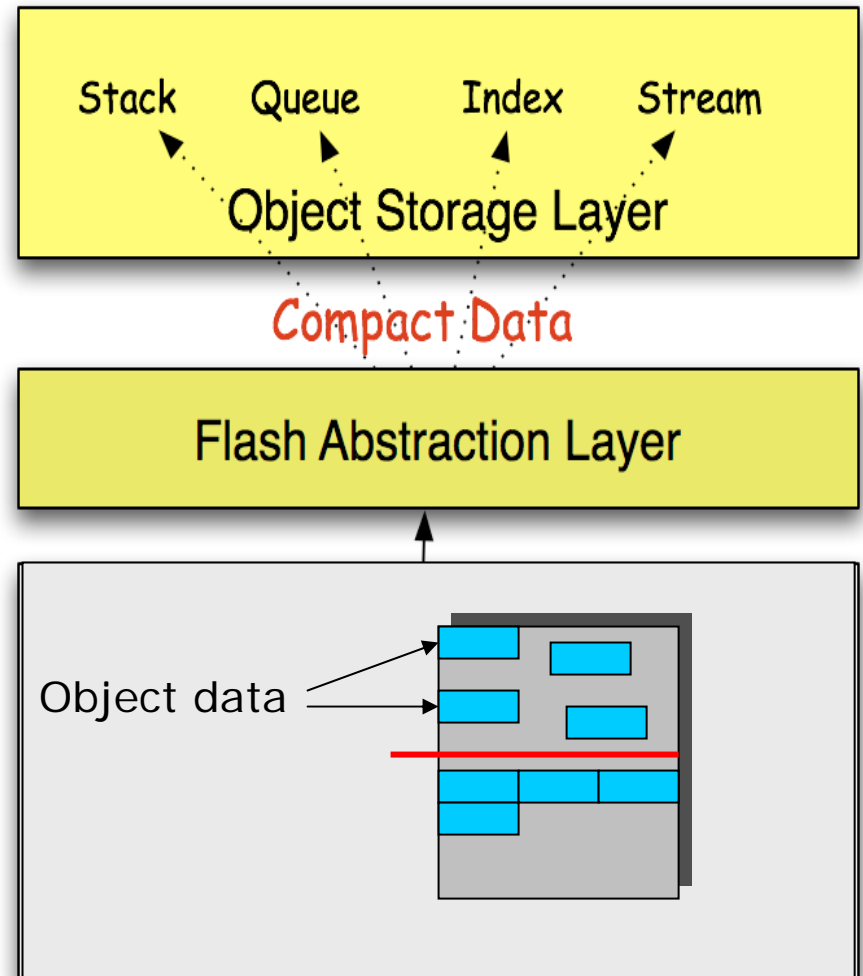 Stack Queue Index Stream
Object Storage Layer
Compact Data
Flash Abstraction Layer
Object data